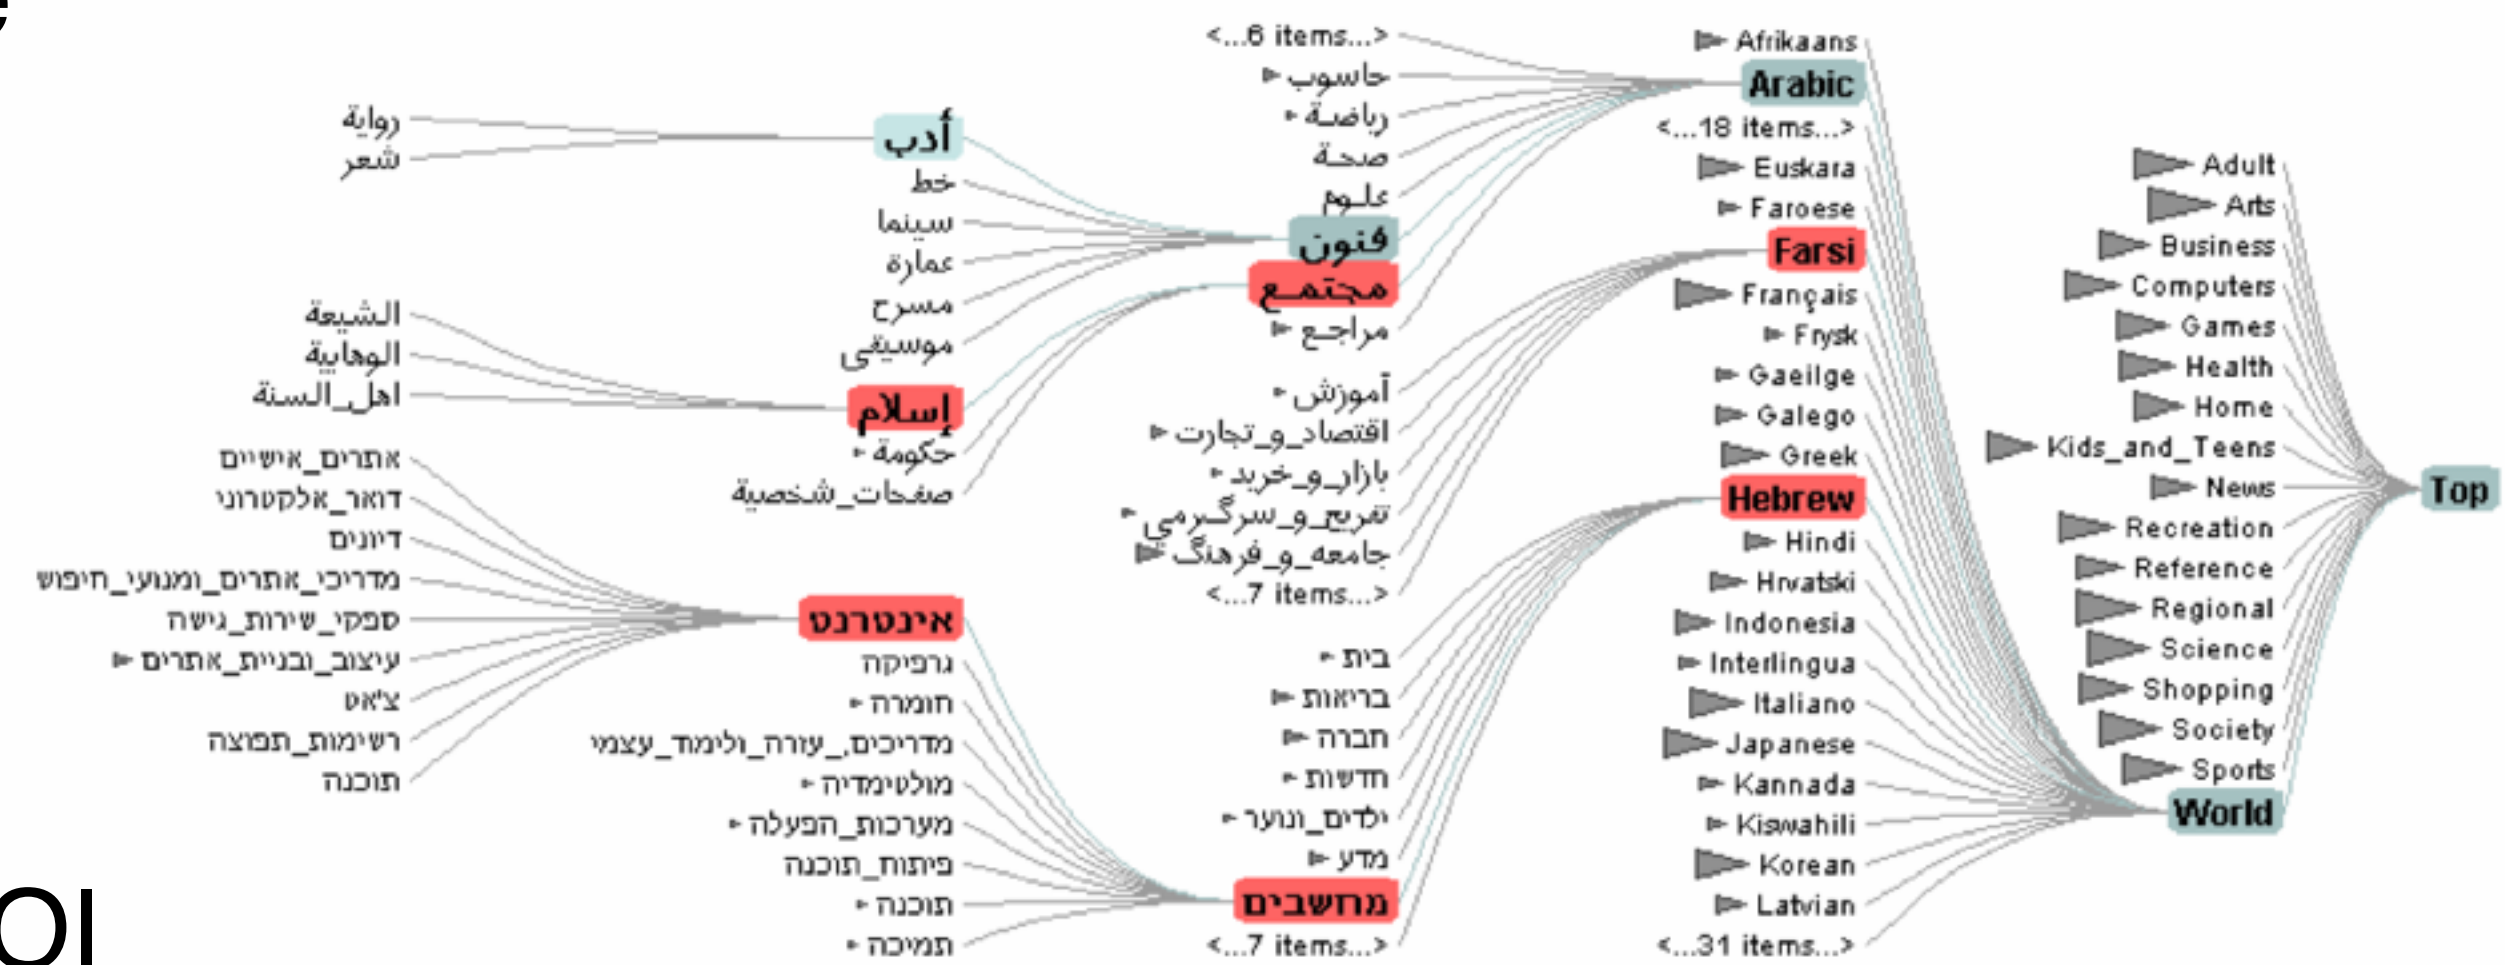 Top
Adult
Arts
Business
Computers
Games
Health
Home
Kids_and_Teens
News
Recreation
Reference
Regional
Science
Shopping
Society
Sports
World
Afrikaans
Arabic
<...18 items...>
Euskara
Faroese
Farsi
Français
Frysk
Gaeilge
Galego
Greek
Hebrew
Hindi
Hrvatski
Indonesia
Interlingua
Italiano
Japanese
Kannada
Kiswahili
Korean
Latvian
<...31 items...>
<...6 items...>
حاسوب
رياضة
صحة
علوم
فنون
مجتمع
مراجع
آموزش
اقتصاد_و_تجارت
بازار_و_خريد
تفريح_و_سرگرمي
جامعه_و_فرهنگ
<...7 items...>
בית
בריאות
חברה
חדשות
ילדים_ונוער
מדע
מחשבים
<...7 items...>
أدب
خط
سينما
عمارة
مسرح
موسيقى
إسلام
حكومة
صفحات_شخصية
אינטרנט
גרפיקה
חומרה
מדריכים,_עזרה_ולימוד_עצמי
מולטימדיה
מערכות_הפעלה
פיתוח_תוכנה
תוכנה
תמיכה
رواية
شعر
الشيعة
الوهابية
اهل_السنة
אתרים_אישיים
דואר_אלקטרוני
דיונים
מדריכי_אתרים_ומנועי_חיפוש
ספקי_שירות_גישה
עיצוב_ובניית_אתרים
צ'אט
רשימות_תפוצה
תוכנה
OI